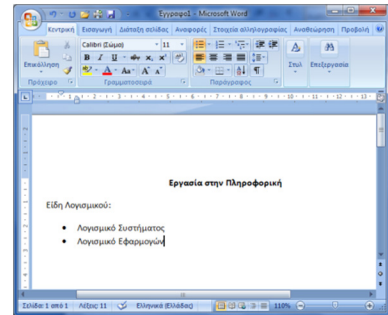 Έγγραφο1 - Microsoft Word
Κεντρική Εισαγωγή Διάταξη σελίδας Αναφορές Στοιχεία αλληλογραφίας Αναθεώρηση Προβολή
Calibri (Σώμα) 11
Επικόλληση
Στυλ Επεξεργασία
Πρόχειρο Γραμματοσειρά Παράγραφος
Εργασία στην Πληροφορική
Είδη Λογισμικού:
• Λογισμικό Συστήματος
• Λογισμικό Εφαρμογών
Σελίδα: 1 από 1 Λέξεις: 11 Ελληνικά (Ελλάδας) 110%